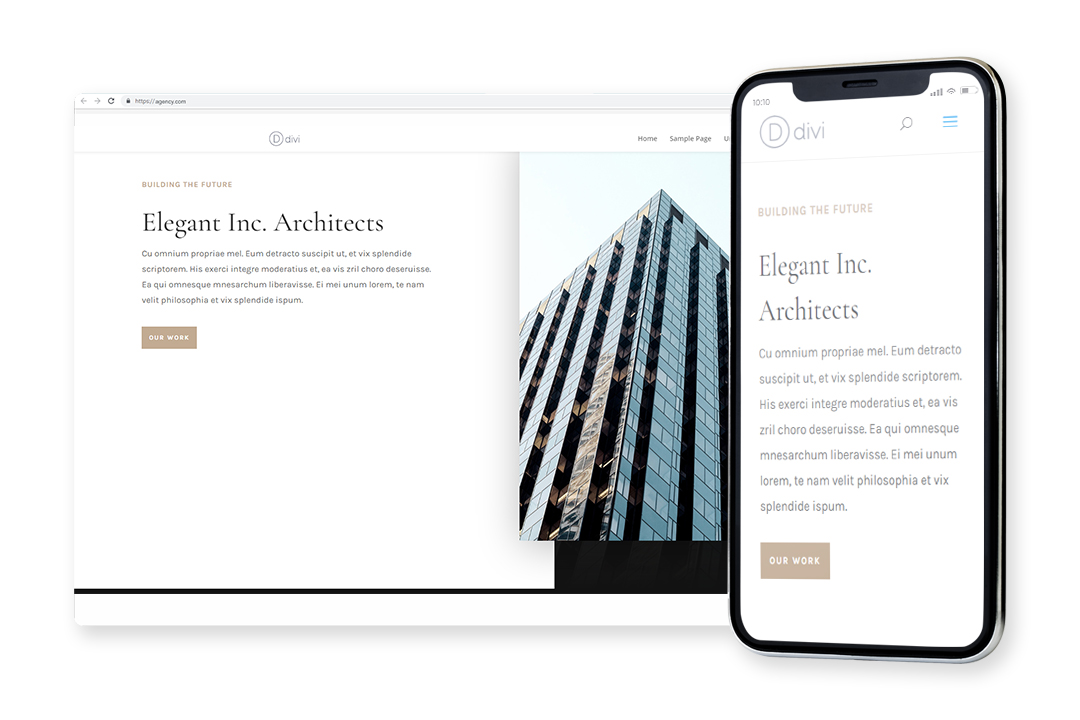 https://agency.com
divi
Home Sample Page
BUILDING THE FUTURE
Elegant Inc. Architects
Cu omnium propriae mel. Eum detracto suscipit ut, et vix splendide
scriptorem. His exerci integre moderatius et, ea vis zril choro deseruisse.
Ea qui omnesque mnesarchum liberavisse. Ei mei unum lorem, te nam
velit philosophia et vix splendide ispum.
OUR WORK
10:10
divi
BUILDING THE FUTURE
Elegant Inc.
Architects
Cu omnium propriae mel. Eum detracto
suscipit ut, et vix splendide scriptorem.
His exerci integre moderatius et, ea vis
zril choro deseruisse. Ea qui omnesque
mnesarchum liberavisse. Ei mei unum
lorem, te nam velit philosophia et vix
splendide ispum.
OUR WORK